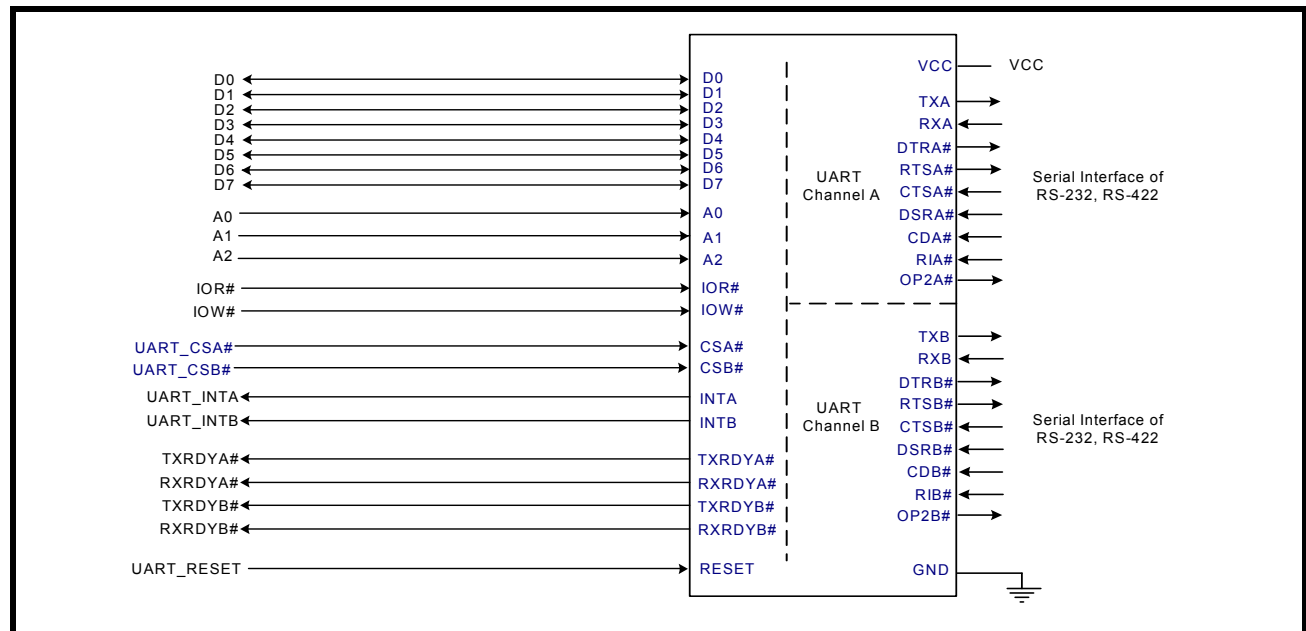 D0
D1
D2
D3
D4
D5
D6
D7
A0
A1
A2
IOR#
IOW#
UART_CSA#
UART_CSB#
UART_INTA
UART_INTB
TXRDYA#
RXRDYA#
TXRDYB#
RXRDYB#
UART_RESET
D0
D1
D2
D3
D4
D5
D6
D7
A0
A1
A2
IOR#
IOW#
CSA#
CSB#
INTA
INTB
TXRDYA#
RXRDYA#
TXRDYB#
RXRDYB#
RESET
UART
Channel A
UART
Channel B
VCC
TXA
RXA
DTRA#
RTSA#
CTSA#
DSRA#
CDA#
RIA#
OP2A#
TXB
RXB
DTRB#
RTSB#
CTSB#
DSRB#
CDB#
RIB#
OP2B#
GND
VCC
Serial Interface of
RS-232, RS-422
Serial Interface of
RS-232, RS-422